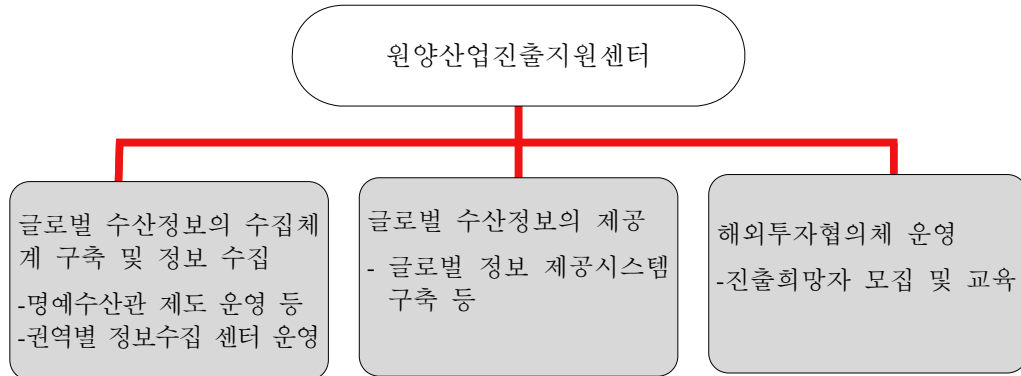 원양산업진출지원센터
글로벌 수산정보의 수집체
계 구축 및 정보 수집
-명예수산관 제도 운영 등
-권역별 정보수집 센터 운영
글로벌 수산정보의 제공
- 글로벌 정보 제공시스템
구축 등
해외투자협의체 운영
-진출희망자 모집 및 교육